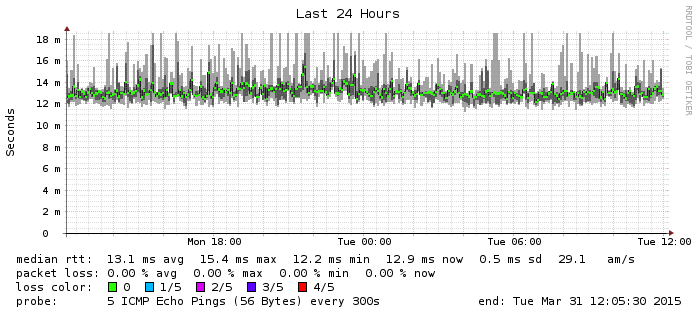 Last 24 Hours
RRDTOOL / TOBI OETIKER
Seconds
18 m
16 m
14 m
12 m
10 m
8 m
6 m
4 m
2 m
0
Mon 18:00 Tue 00:00 Tue 06:00 Tue 12:00
median rtt: 13.1 ms avg 15.4 ms max 12.2 ms min 12.9 ms now 0.5 ms sd 29.1 am/s
packet loss: 0.00 % avg 0.00 % max 0.00 % min 0.00 % now
loss color: 0 1/5 2/5 3/5 4/5
probe: 5 ICMP Echo Pings (56 Bytes) every 300s end: Tue Mar 31 12:05:30 2015